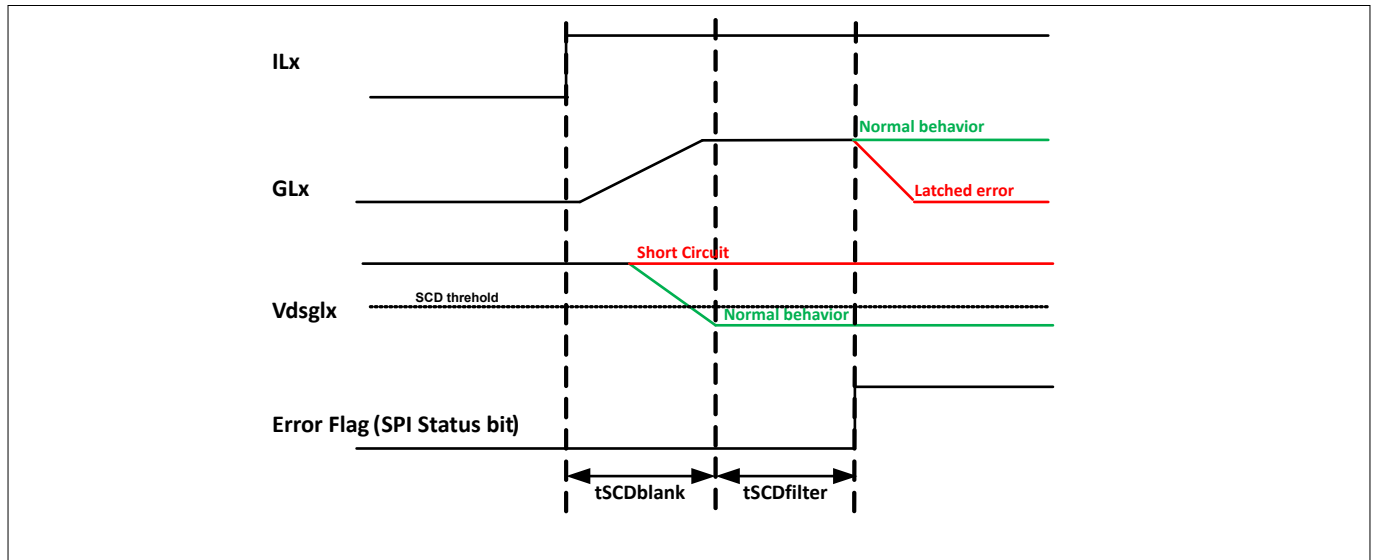 ILx
Normal behavior
GLx
Latched error
Short Circuit
SCD threhold
Vdsglx
Normal behavior
Error Flag (SPI Status bit)
tSCDblank
tSCDfilter